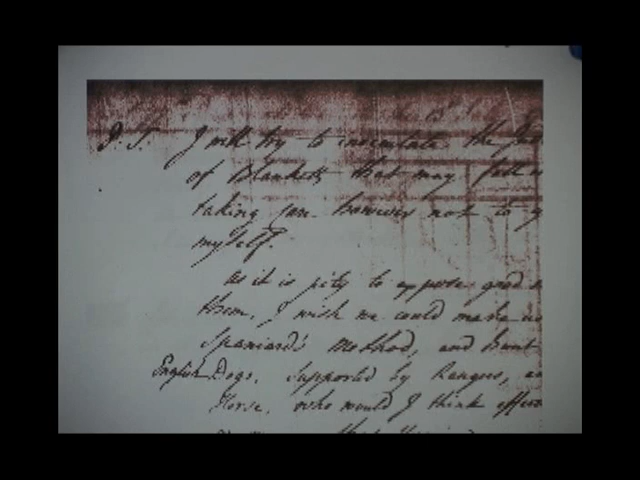 P.S. I will try to inocculate the
of Blankets that may fall
taking care however not to
myself.
as it is pity to oppose good
them, I wish we could make
Spaniard's Method, and Hunt
English Dogs, Supported by Rangers,
Horse, who would I think